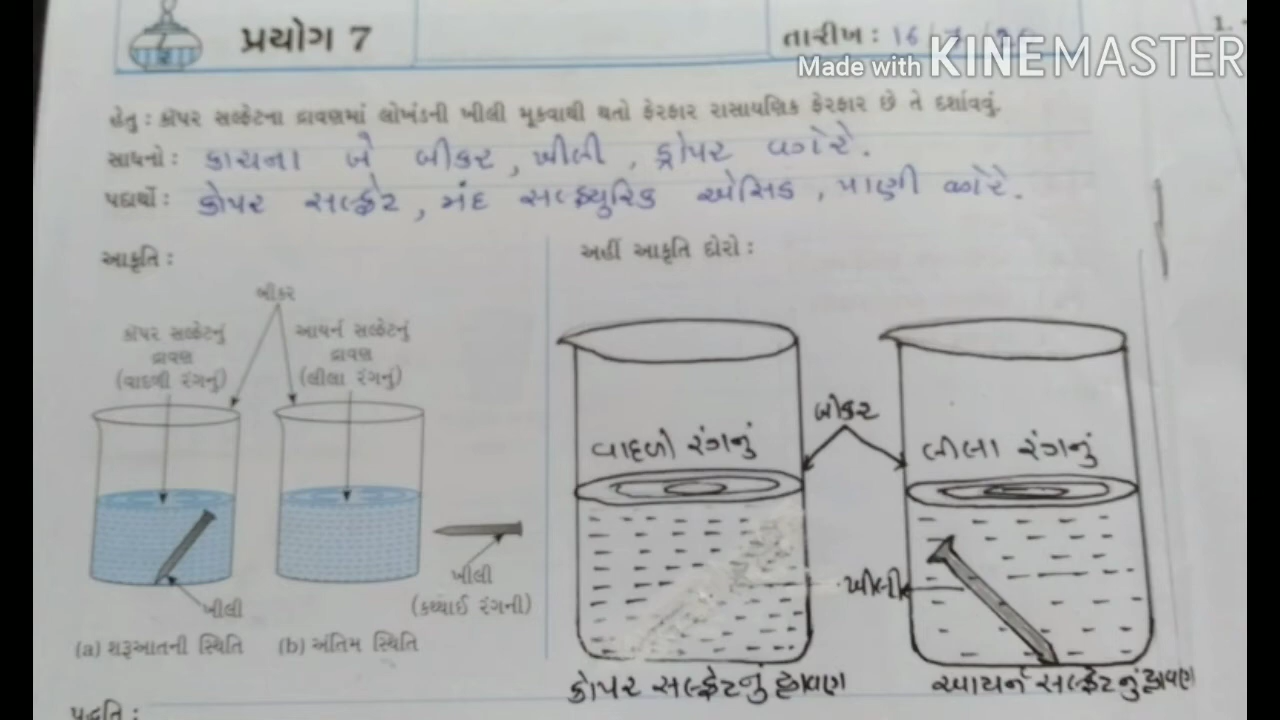 પ્રયોગ 7
તારીખ : 16
1.
Made with KINEMASTER
હેતુ : કૉપર સલ્ફેટના દ્રાવણમાં લોખંડની ખીલી મૂકવાથી થતો ફેરફાર રાસાયણિક ફેરફાર છે તે દર્શાવવું.
સાધનો : કાચના બે બીકર, ખીલી, ડ્રોપર વગેરે.
પદાર્થો : કોપર સલ્ફેટ, મંદ સલ્ફ્યુરિક એસિડ, પાણી વગેરે.
આકૃતિ :
અહીં આકૃતિ દોરો :
બીકર
કૉપર સલ્ફેટનું દ્રાવણ (વાદળી રંગનું)
આયર્ન સલ્ફેટનું દ્રાવણ (લીલા રંગનું)
ખીલી
ખીલી
(કથ્થાઈ રંગની)
(a) શરૂઆતની સ્થિતિ
(b) અંતિમ સ્થિતિ
બીકર
વાદળી રંગનું
લીલા રંગનું
ખીલી
કોપર સલ્ફેટનું દ્રાવણ
આયર્ન સલ્ફેટનું દ્રાવણ
પદ્ધતિ :